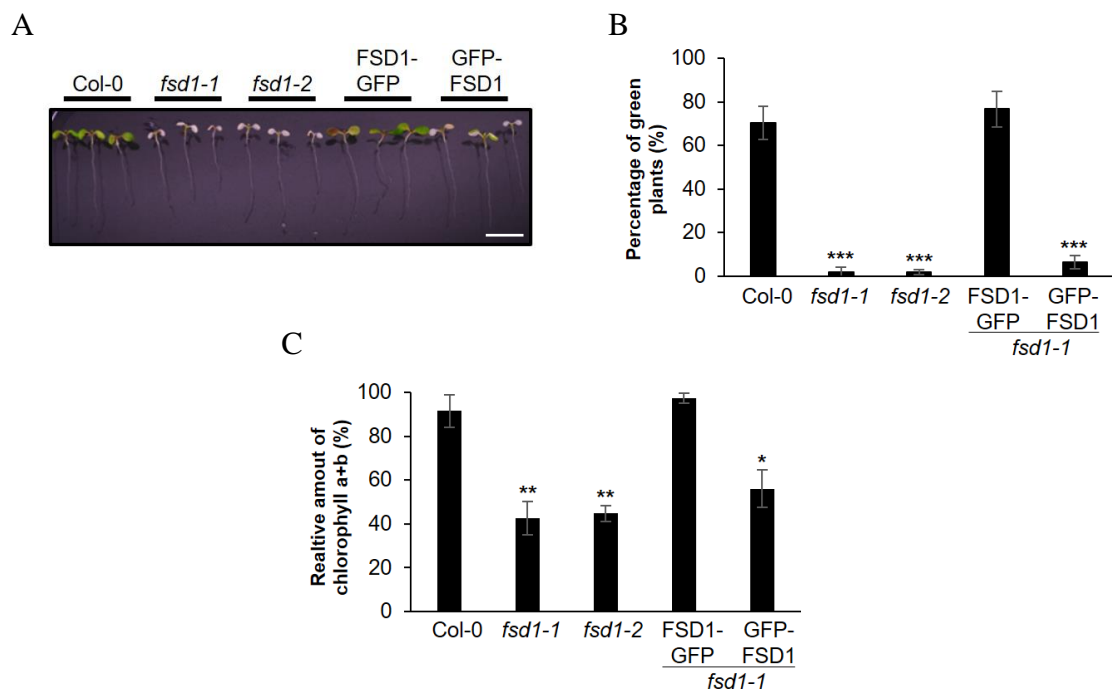 A
Col-0
fsd1-1
fsd1-2
FSD1-
GFP
GFP-
FSD1
B
Percentage of green
plants (%)
100
80
60
40
20
0
***
***
***
Col-0
fsd1-1
fsd1-2
FSD1-
GFP
GFP-
FSD1
fsd1-1
C
Realtive amout of
chlorophyll a+b (%)
100
80
60
40
20
0
**
**
*
Col-0
fsd1-1
fsd1-2
FSD1-
GFP
GFP-
FSD1
fsd1-1